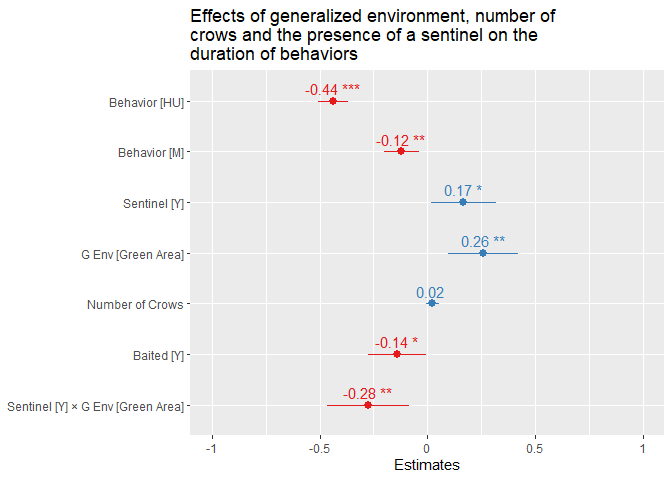 Effects of generalized environment, number of
crows and the presence of a sentinel on the
duration of behaviors
Behavior [HU]
-0.44 ***
Behavior [M]
-0.12 **
Sentinel [Y]
0.17 *
G Env [Green Area]
0.26 **
Number of Crows
0.02
Baited [Y]
-0.14 *
Sentinel [Y] × G Env [Green Area]
-0.28 **
-1 -0.5 0 0.5 1
Estimates